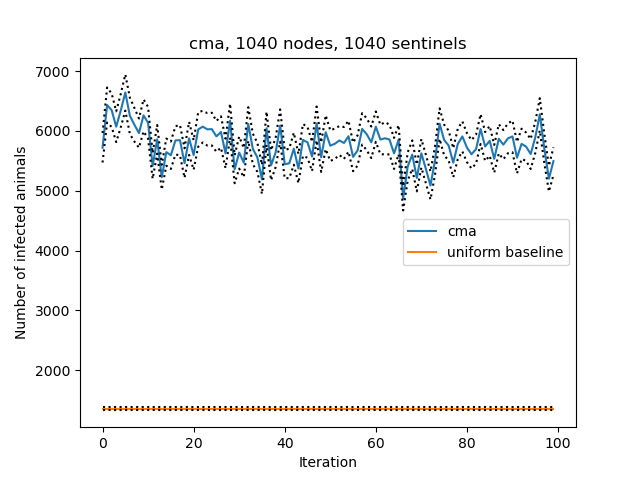 cma, 1040 nodes, 1040 sentinels
Number of infected animals
7000
6000
5000
4000
3000
2000
cma
uniform baseline
0
20
40
60
80
100
Iteration